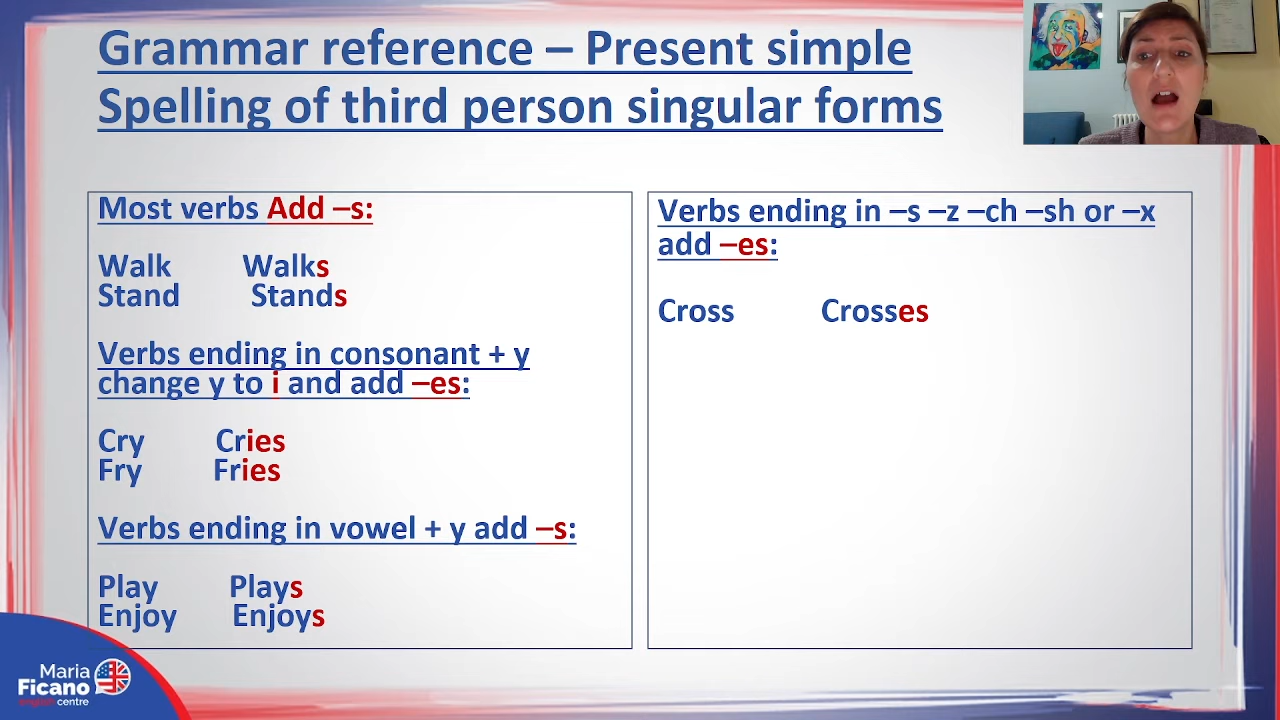 Grammar reference – Present simple
Spelling of third person singular forms
Most verbs Add –s:
Walk Walks
Stand Stands
Verbs ending in consonant + y
change y to i and add –es:
Cry Cries
Fry Fries
Verbs ending in vowel + y add –s:
Play Plays
Enjoy Enjoys
Verbs ending in –s –z –ch –sh or –x
add –es:
Cross Crosses
Maria
Ficano
english centre